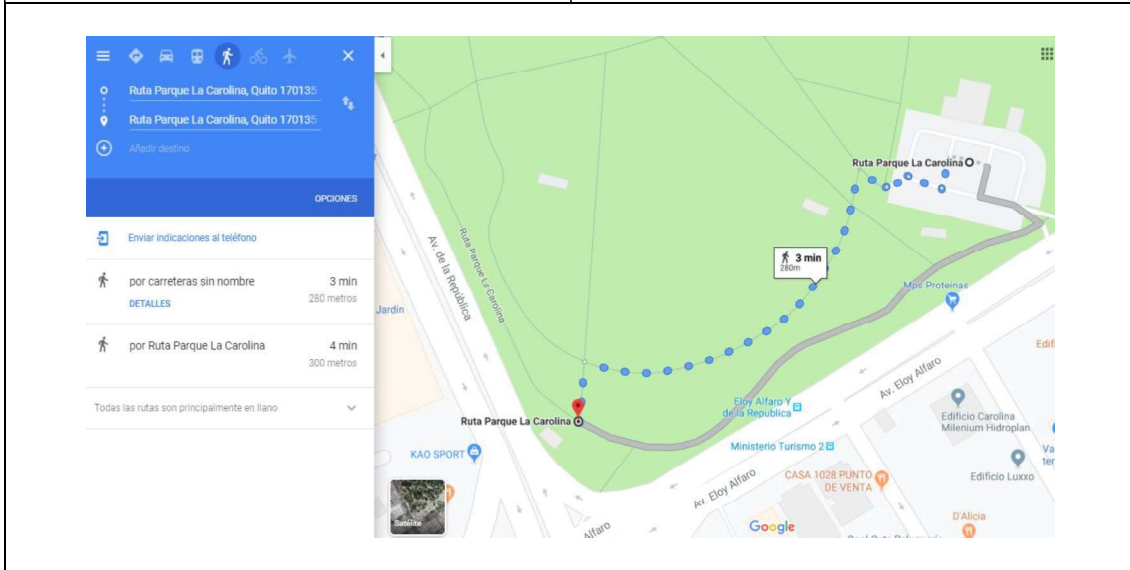 Ruta Parque La Carolina, Quito 170135
Ruta Parque La Carolina, Quito 170135
Añadir destino
OPCIONES
Enviar indicaciones al teléfono
por carreteras sin nombre
3 min
DETALLES
280 metros
por Ruta Parque La Carolina
4 min
300 metros
Todas las rutas son principalmente en llano
Ruta Parque La Carolina
Av. de la República
Ruta Parque La Carolina
3 min
280m
Mps Proteinas
Jardín
Av. Eloy Alfaro
Eloy Alfaro Y
de la Republica
Edificio Carolina
Milenium Hidroplan
Ruta Parque La Carolina
Ministerio Turismo 2
KAO SPORT
CASA 1028 PUNTO
DE VENTA
Edificio Luxxo
Av. Eloy Alfaro
Satélite
Alfaro
Google
D'Alicia